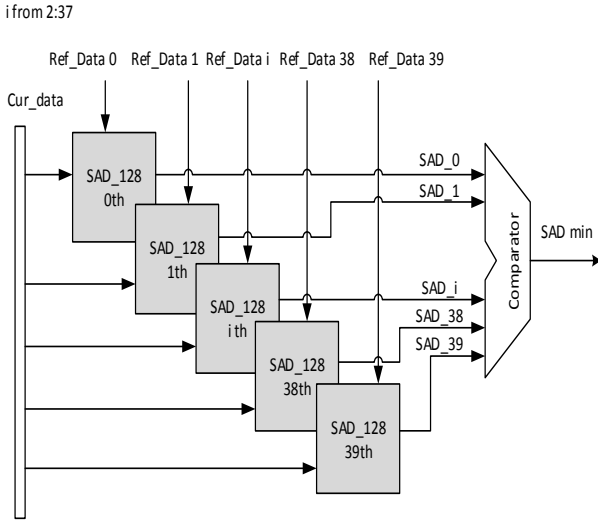 i from 2:37
Ref_Data 0 Ref_Data 1 Ref_Data i Ref_Data 38 Ref_Data 39
Cur_data
SAD_128
0th
SAD_0
SAD_1
SAD_128
1th
Comparator
SAD min
SAD_128
i th
SAD_i
SAD_38
SAD_39
SAD_128
38th
SAD_128
39th